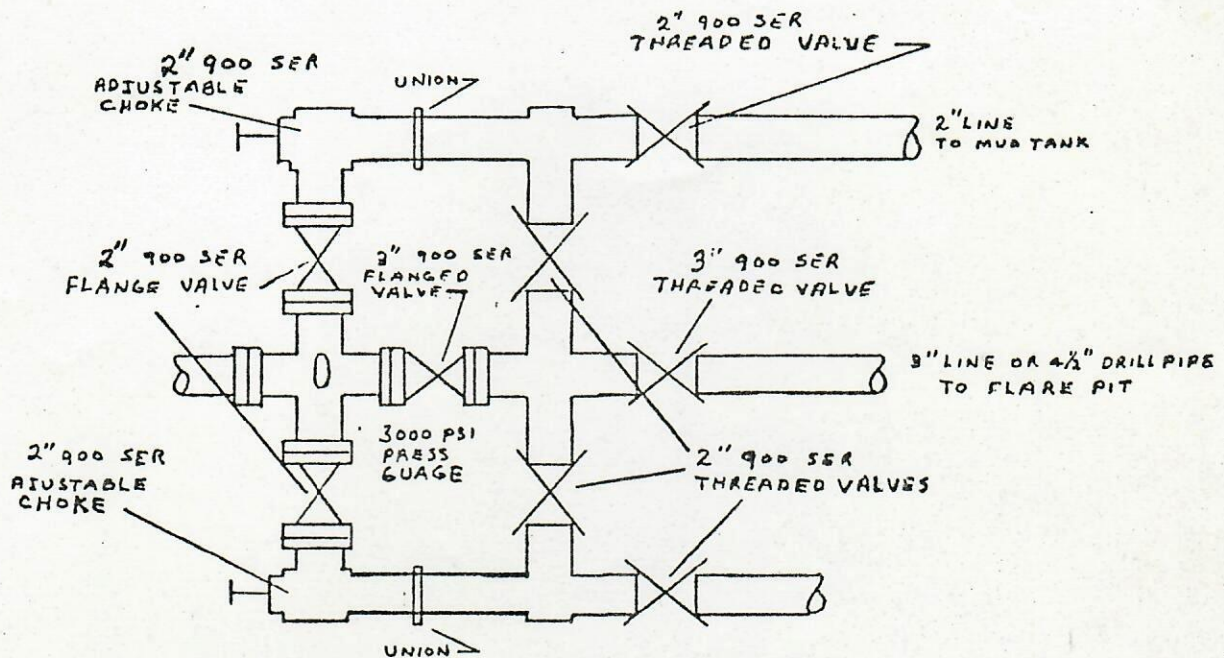 2" 900 SER
THREADED VALVE
2" 900 SER
ADJUSTABLE
CHOKE
UNION
2" LINE
TO MUD TANK
2" 900 SER
FLANGE VALVE
3" 900 SER
FLANGED
VALVE
3" 900 SER
THREADED VALVE
3" LINE OR 4½" DRILL PIPE
TO FLARE PIT
3000 PSI
PRESS
GUAGE
2" 900 SER
AJUSTABLE
CHOKE
2" 900 SER
THREADED VALVES
UNION